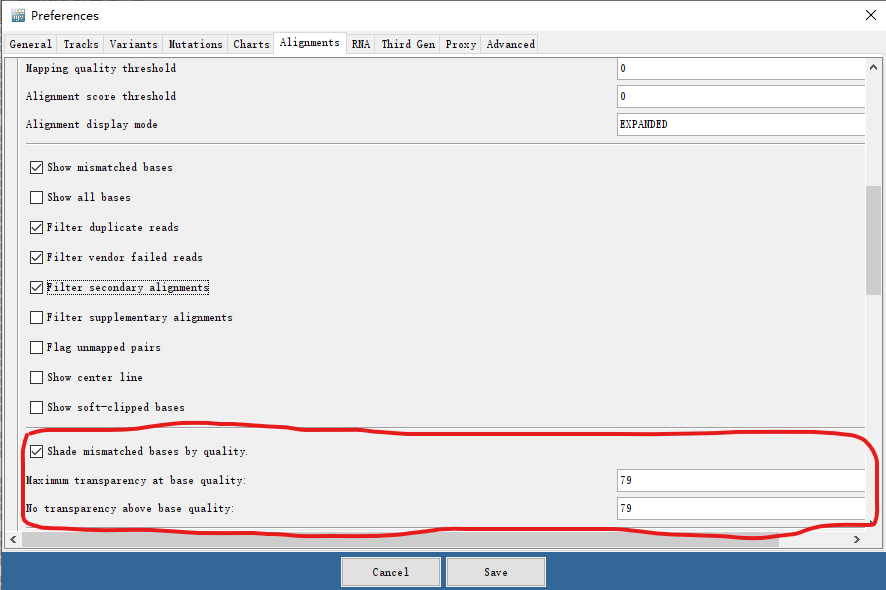 Preferences
General Tracks Variants Mutations Charts Alignments RNA Third Gen Proxy Advanced
Mapping quality threshold 0
Alignment score threshold 0
Alignment display mode EXPANDED
Show mismatched bases
Show all bases
Filter duplicate reads
Filter vendor failed reads
Filter secondary alignments
Filter supplementary alignments
Flag unmapped pairs
Show center line
Show soft-clipped bases
Shade mismatched bases by quality.
Maximum transparency at base quality: 79
No transparency above base quality: 79
Cancel Save